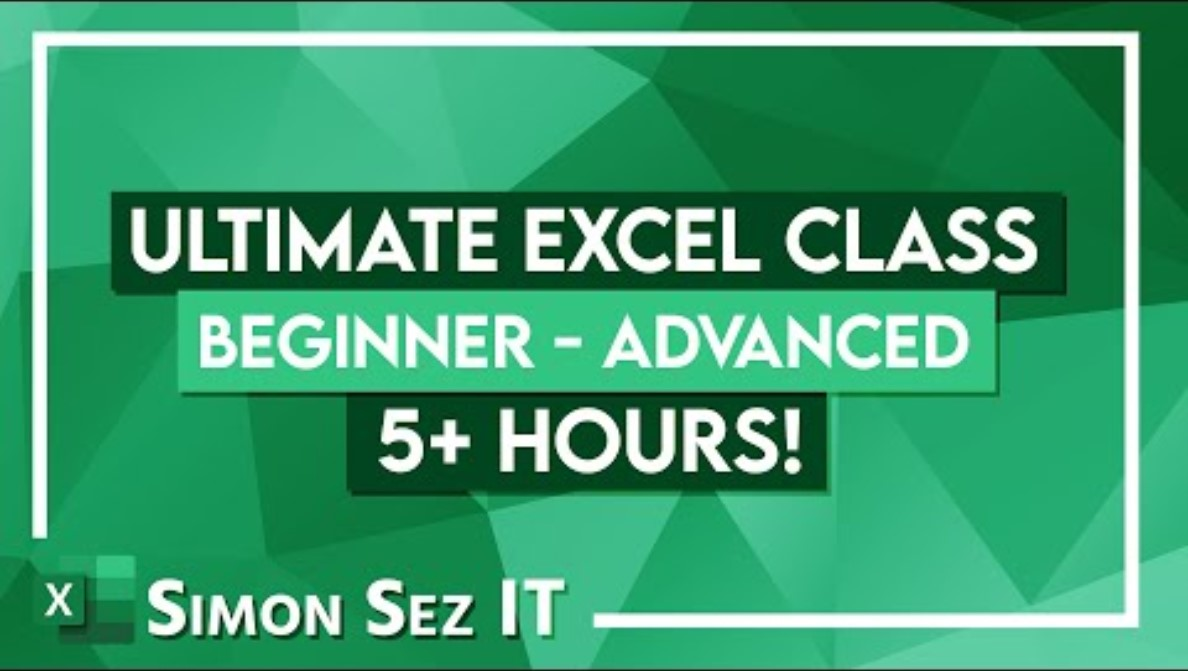 ULTIMATE EXCEL CLASS
BEGINNER - ADVANCED
5+ HOURS!
X SIMON SEZ IT